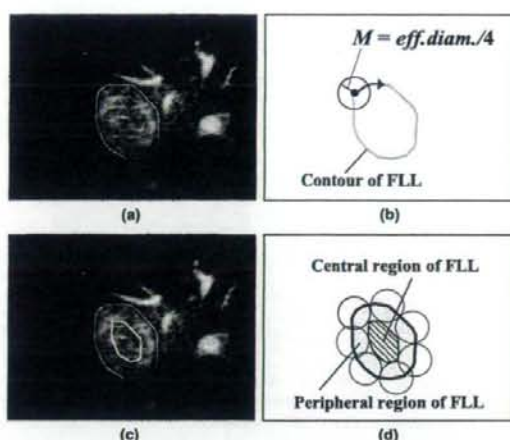 M = eff.diam./4
Contour of FLL
(a)
(b)
Central region of FLL
Peripheral region of FLL
(c)
(d)